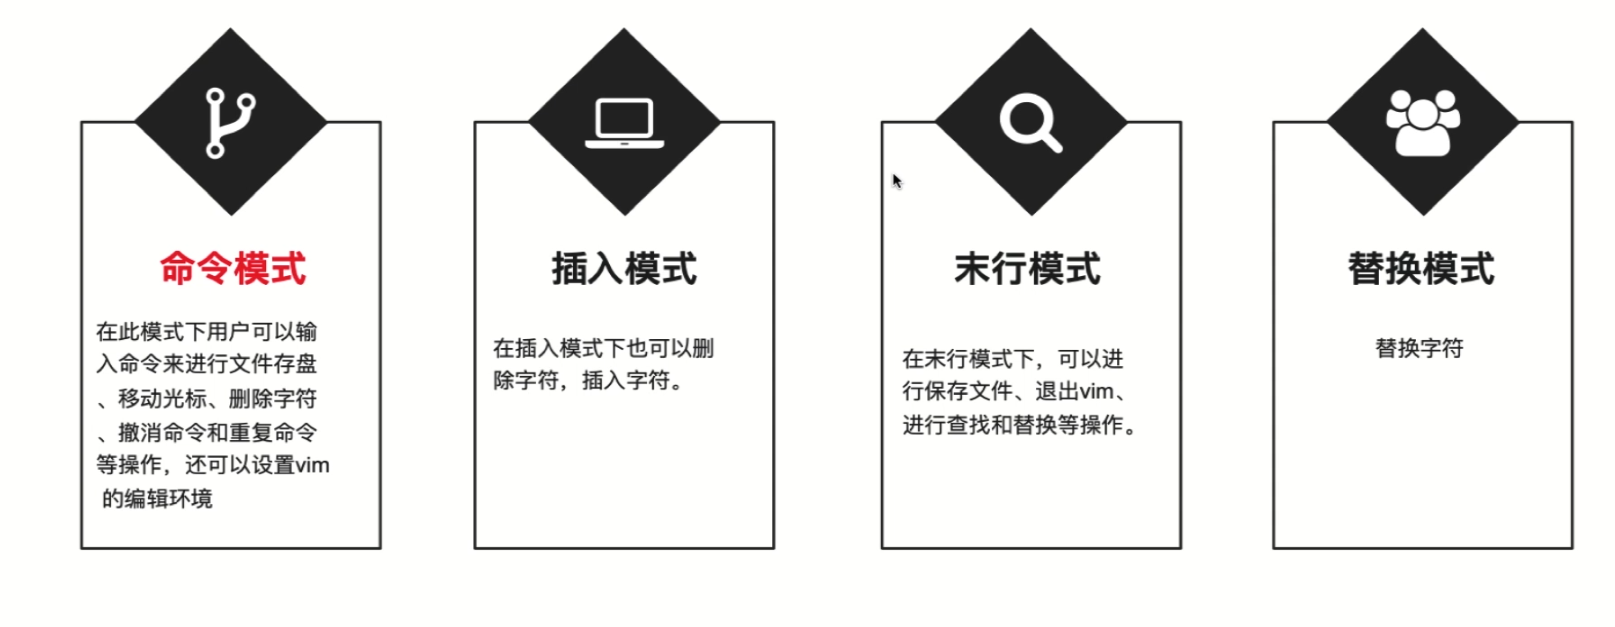 命令模式
在此模式下用户可以输
入命令来进行文件存盘
、移动光标、删除字符
、撤消命令和重复命令
等操作，还可以设置vim
的编辑环境
插入模式
在插入模式下也可以删
除字符，插入字符。
末行模式
在末行模式下，可以进
行保存文件、退出vim、
进行查找和替换等操作。
替换模式
替换字符